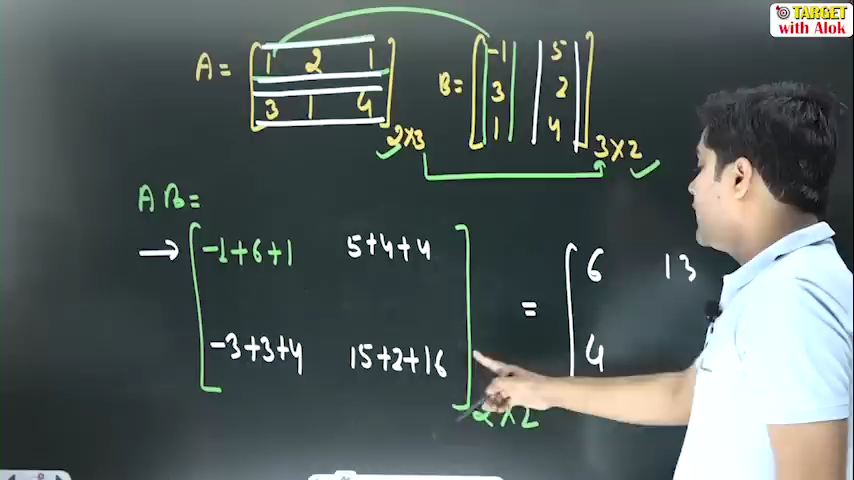 TARGET
with Alok
A = [1 2 1
3 1 4] 2×3
B = [-1 5
3 2
1 4] 3×2
AB =
→ [-1+6+1 5+4+4
-3+3+4 15+2+16] 2×2
= [6 13
4